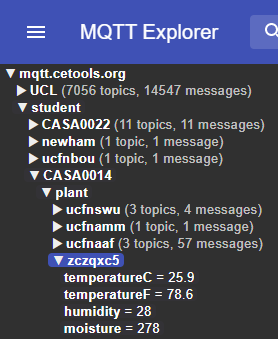 MQTT Explorer
▼ mqtt.cetools.org
▶ UCL (7056 topics, 14547 messages)
▼ student
▶ CASA0022 (11 topics, 11 messages)
▶ newham (1 topic, 1 message)
▶ ucfnbou (1 topic, 1 message)
▼ CASA0014
▼ plant
▶ ucfnswu (3 topics, 4 messages)
▶ ucfnamm (1 topic, 1 message)
▶ ucfnaaf (3 topics, 57 messages)
▼ zczqxc5
temperatureC = 25.9
temperatureF = 78.6
humidity = 28
moisture = 278